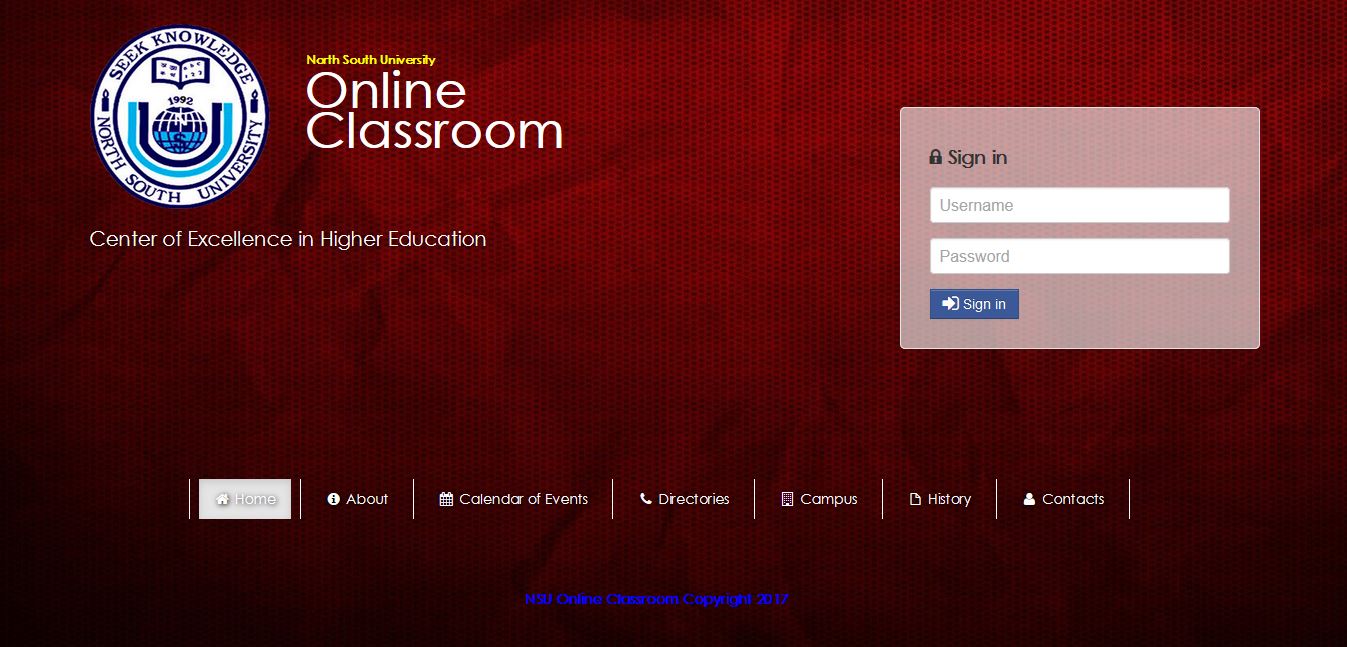 SEEK KNOWLEDGE
1992
NORTH SOUTH UNIVERSITY
North South University
Online
Classroom
Center of Excellence in Higher Education
Sign in
Username
Password
Sign in
Home About Calendar of Events Directories Campus History Contacts
NSU Online Classroom Copyright 2017